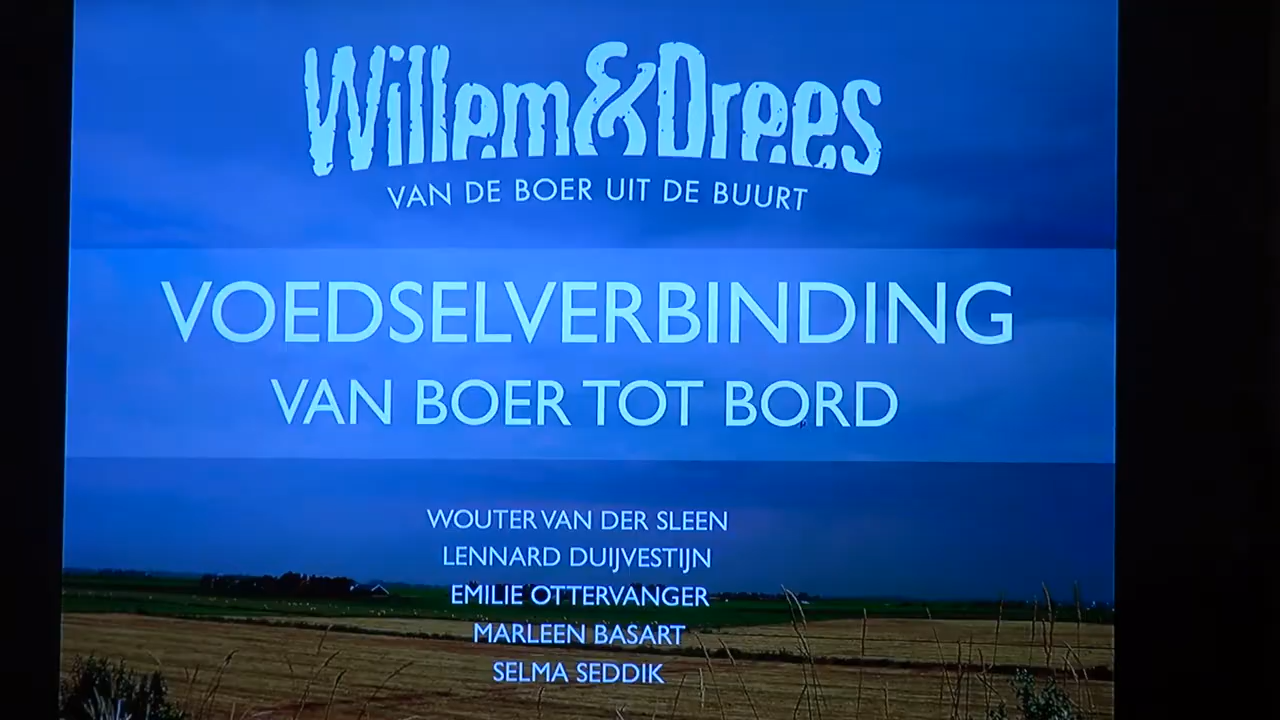 Willem&Drees
VAN DE BOER UIT DE BUURT
VOEDSELVERBINDING
VAN BOER TOT BORD
WOUTER VAN DER SLEEN
LENNARD DUIJVESTIJN
EMILIE OTTERVANGER
MARLEEN BASART
SELMA SEDDIK